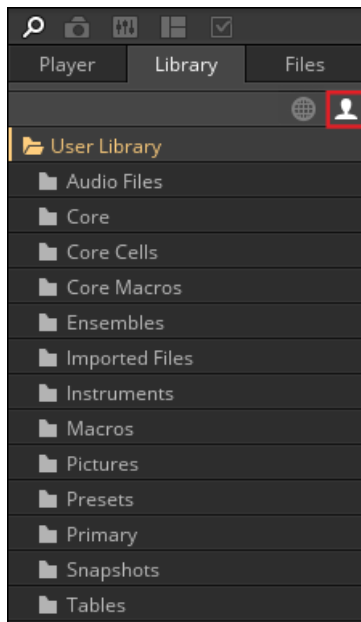 Player Library Files
User Library
Audio Files
Core
Core Cells
Core Macros
Ensembles
Imported Files
Instruments
Macros
Pictures
Presets
Primary
Snapshots
Tables